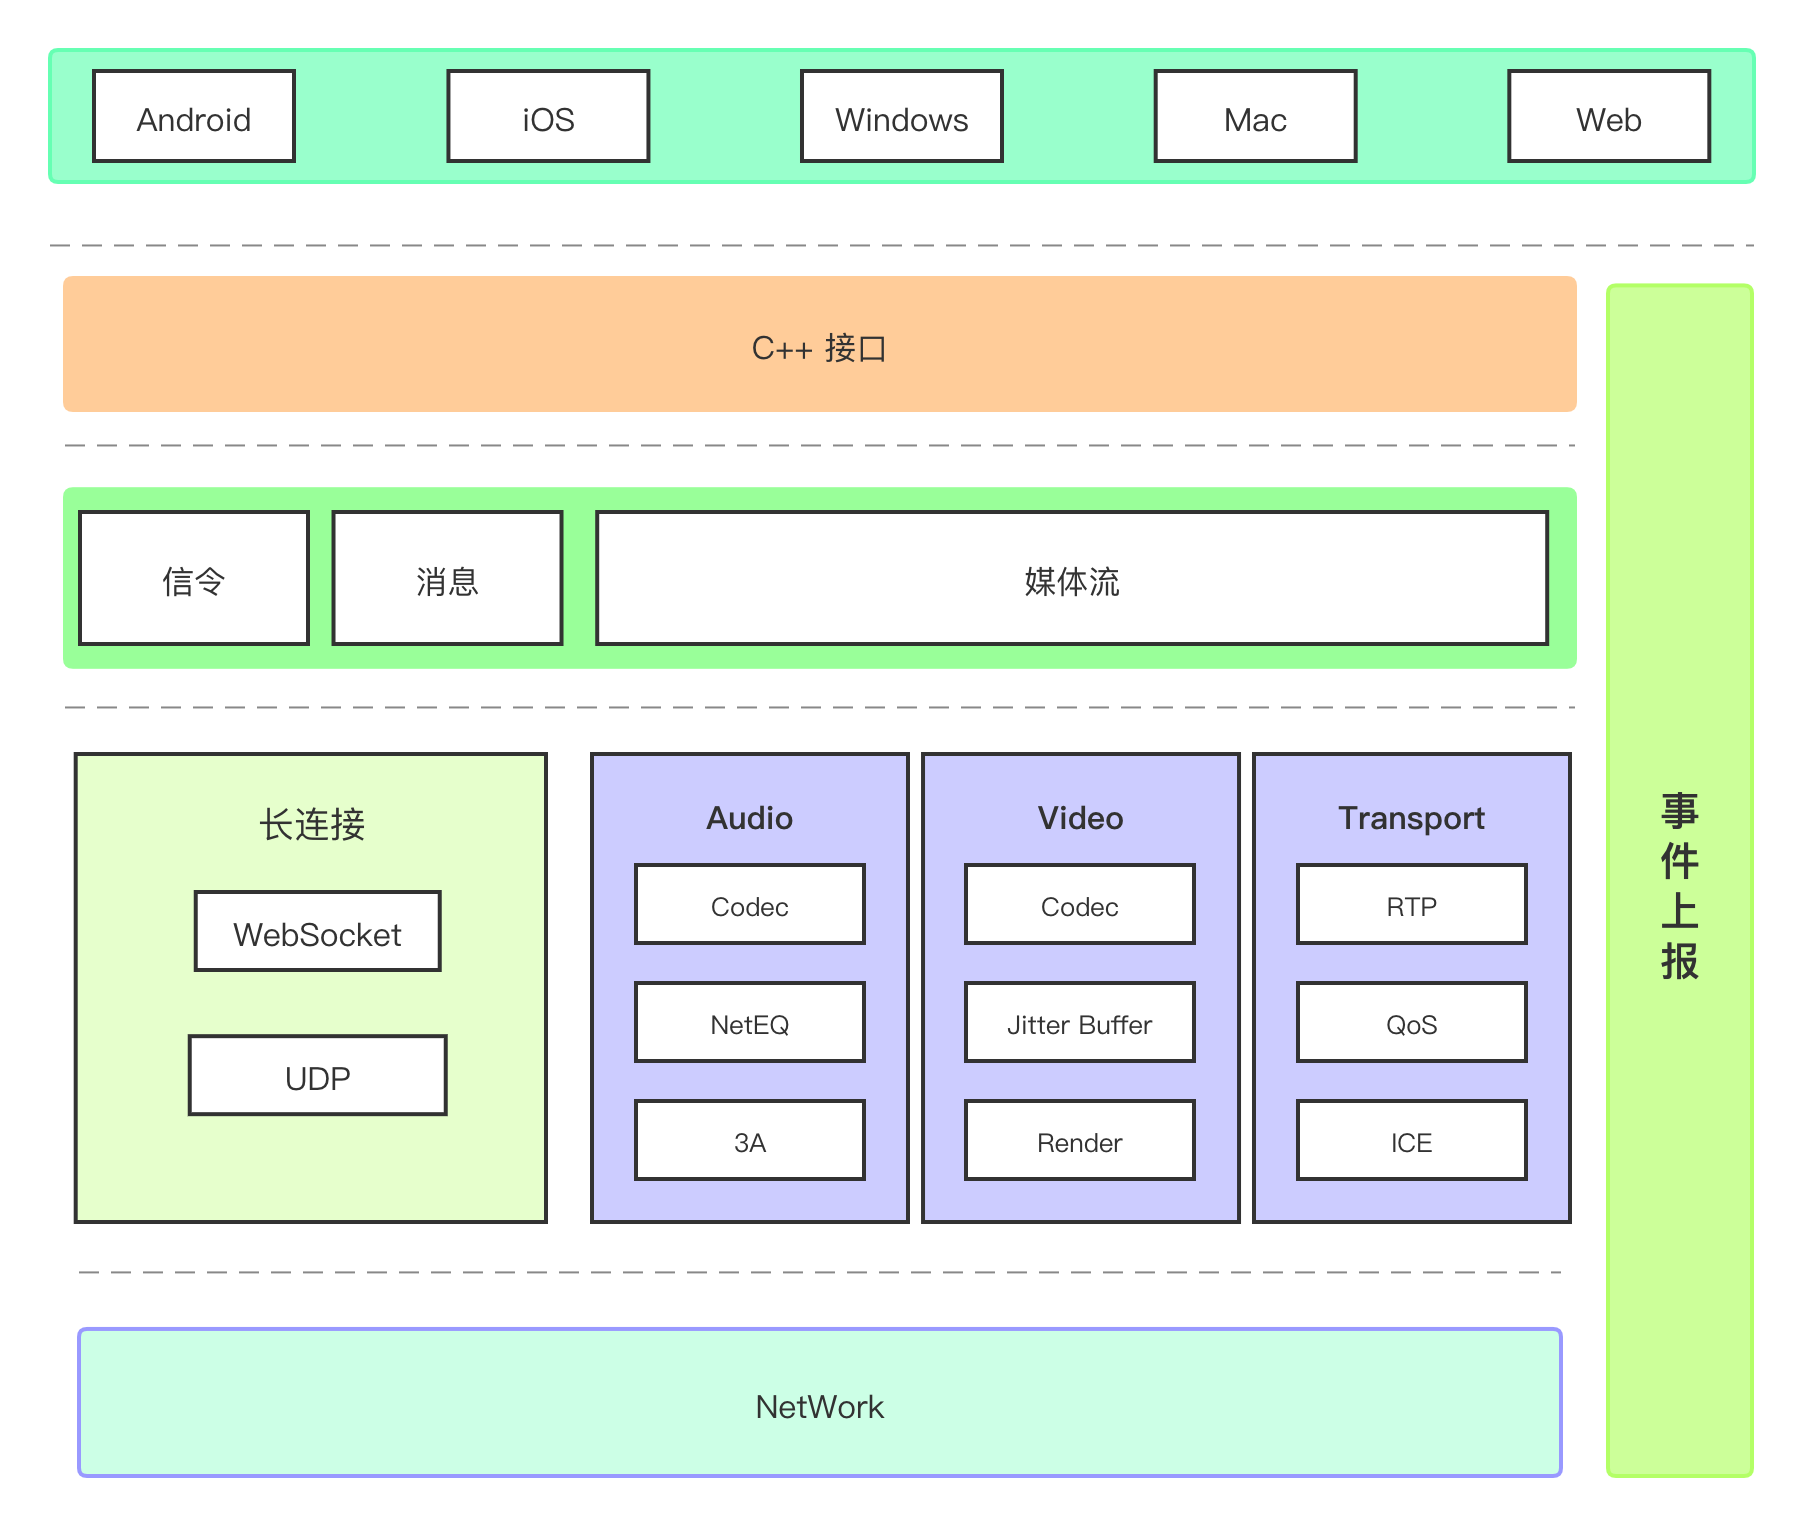 Android
iOS
Windows
Mac
Web
C++ 接口
信令
消息
媒体流
长连接
WebSocket
UDP
Audio
Codec
NetEQ
3A
Video
Codec
Jitter Buffer
Render
Transport
RTP
QoS
ICE
事
件
上
报
NetWork